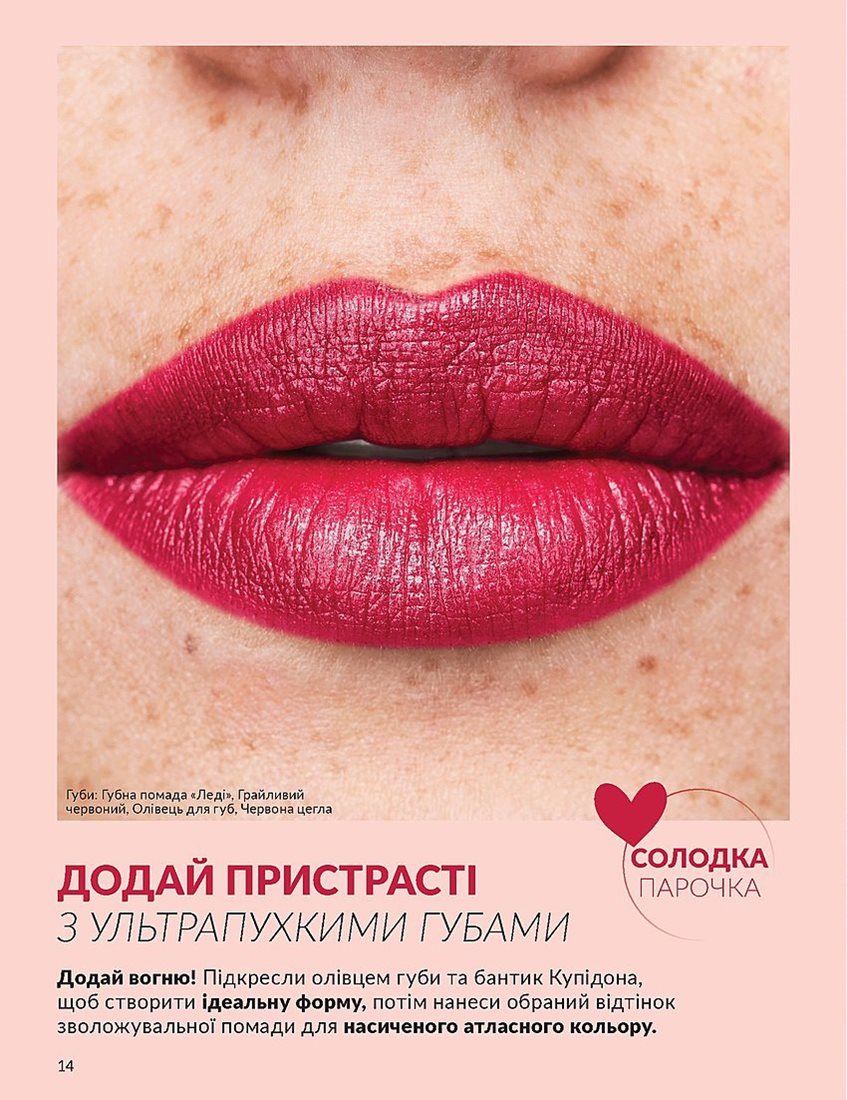 Губи: Губна помада «Леді», Грайливий
червоний, Олівець для губ, Червона цегла
СОЛОДКА
ПАРОЧКА
ДОДАЙ ПРИСТРАСТІ
З УЛЬТРАПУХКИМИ ГУБАМИ
Додай вогню! Підкресли олівцем губи та бантик Купідона,
щоб створити ідеальну форму, потім нанеси обраний відтінок
зволожувальної помади для насиченого атласного кольору.
14